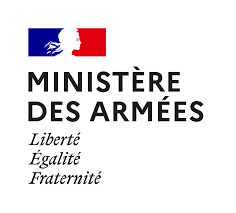 MINISTÈRE
DES ARMÉES
Liberté
Égalité
Fraternité